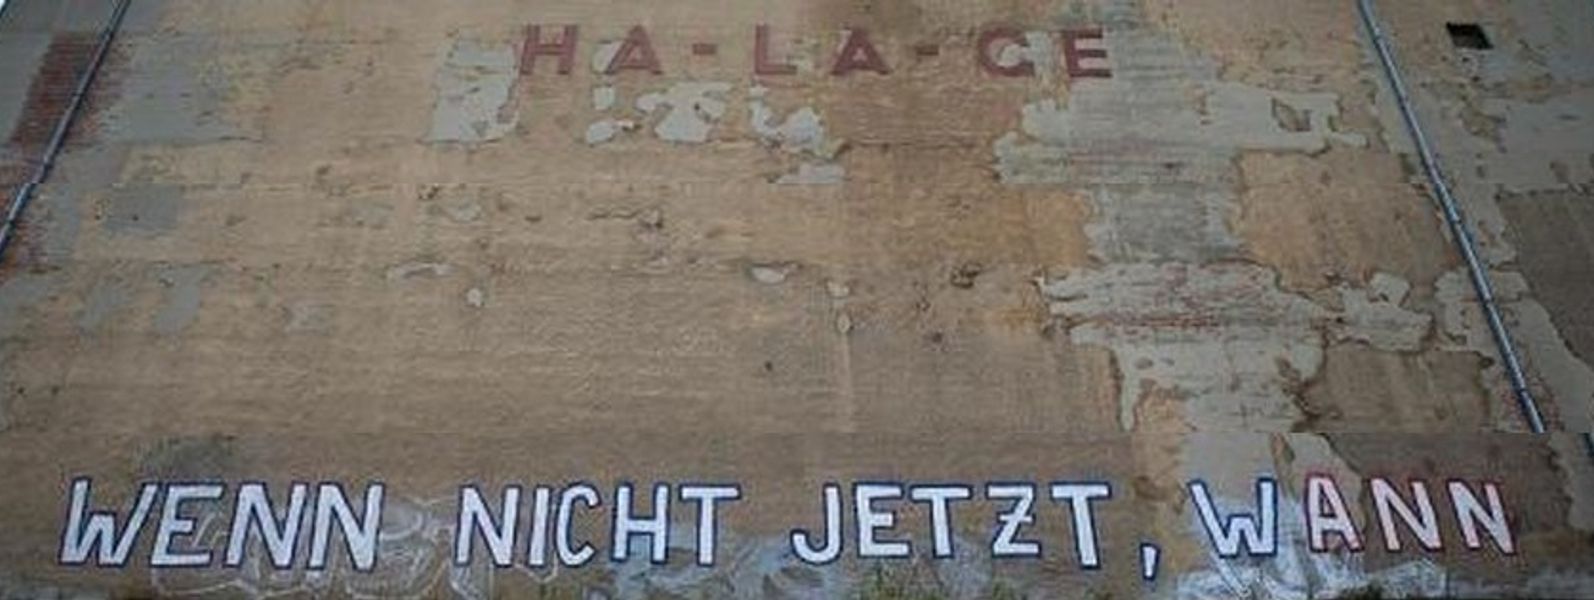 HA-LA-GE
WENN NICHT JETZT, WANN